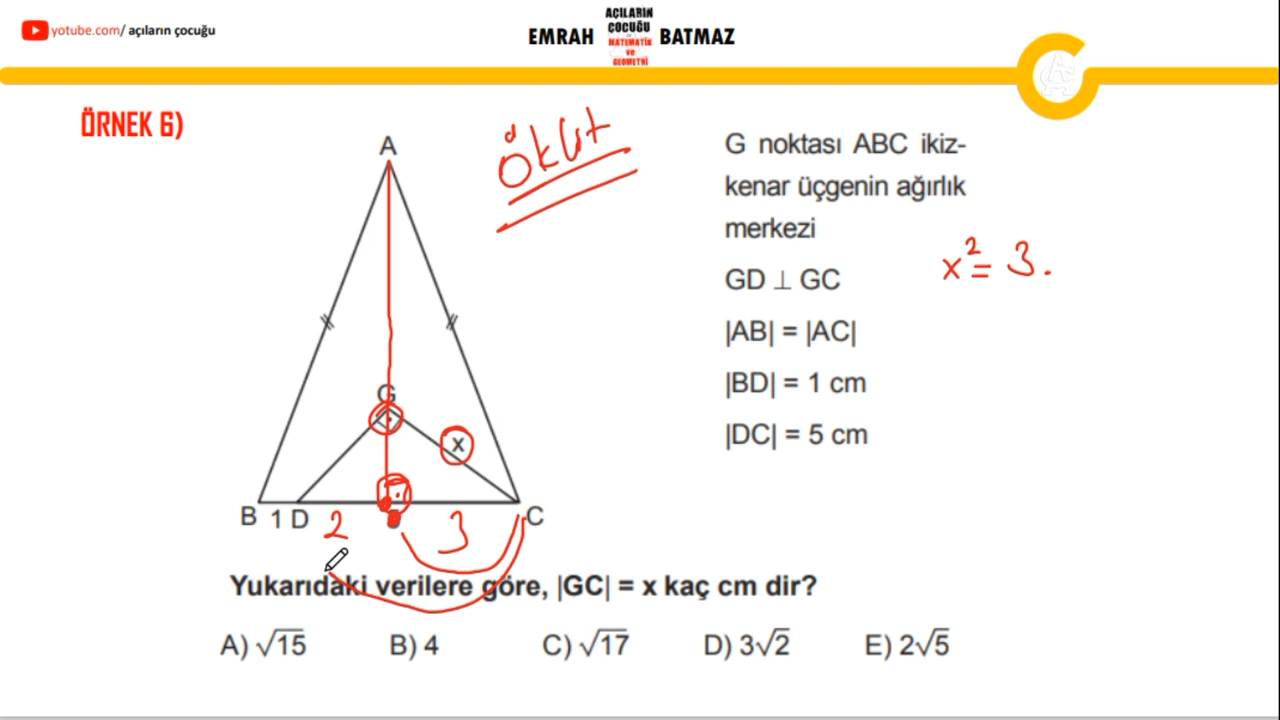 yotube.com/ açıların çocuğu
EMRAH
AÇILARIN
ÇOCUĞU
MATEMATİK
ve
GEOMETRİ
BATMAZ
ÖRNEK 6)
Öklit
A
G
x
B 1 D 2 3 C
G noktası ABC ikiz-
kenar üçgenin ağırlık
merkezi
GD ⊥ GC
|AB| = |AC|
|BD| = 1 cm
|DC| = 5 cm
x² = 3.
Yukarıdaki verilere göre, |GC| = x kaç cm dir?
A) √15 B) 4 C) √17 D) 3√2 E) 2√5